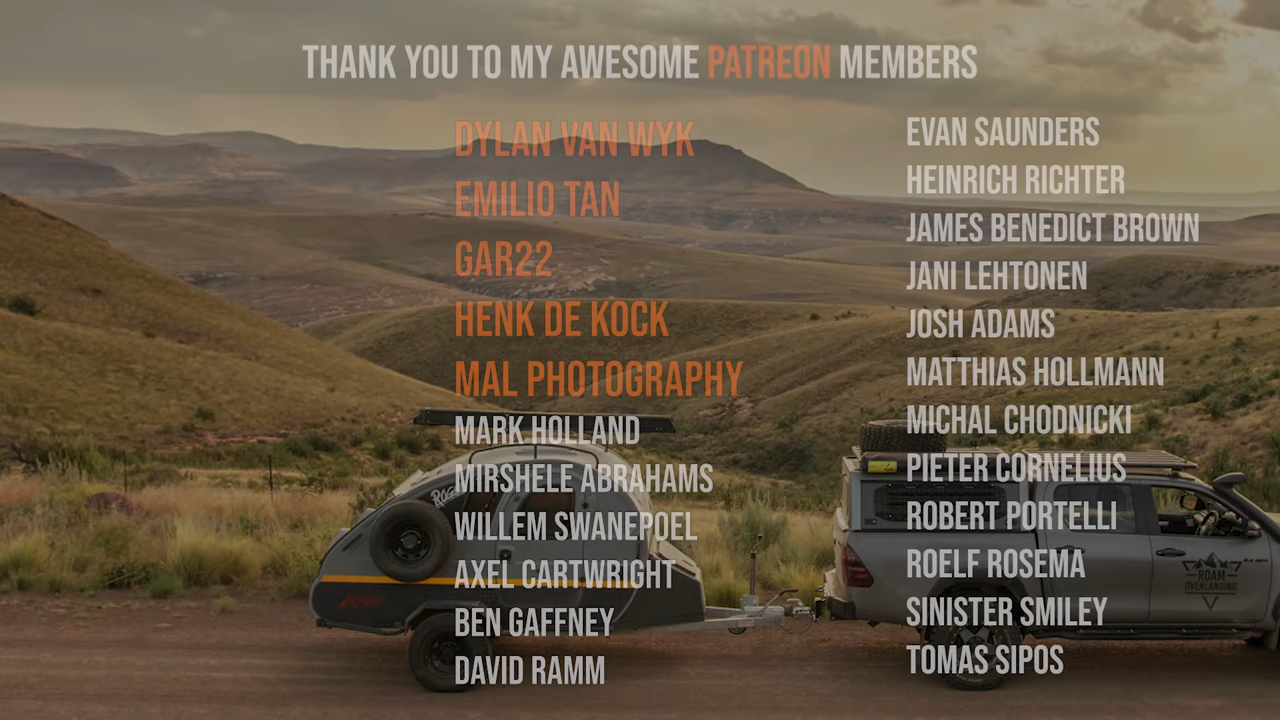 THANK YOU TO MY AWESOME PATREON MEMBERS
DYLAN VAN WYK
EMILIO TAN
GAR22
HENK DE KOCK
MAL PHOTOGRAPHY
MARK HOLLAND
MIRSHELE ABRAHAMS
WILLEM SWANEPOEL
AXEL CARTWRIGHT
BEN GAFFNEY
DAVID RAMM
EVAN SAUNDERS
HEINRICH RICHTER
JAMES BENEDICT BROWN
JANI LEHTONEN
JOSH ADAMS
MATTHIAS HOLLMANN
MICHAL CHODNICKI
PIETER CORNELIUS
ROBERT PORTELLI
ROELF ROSEMA
SINISTER SMILEY
TOMAS SIPOS
ROAM
OVERLANDING